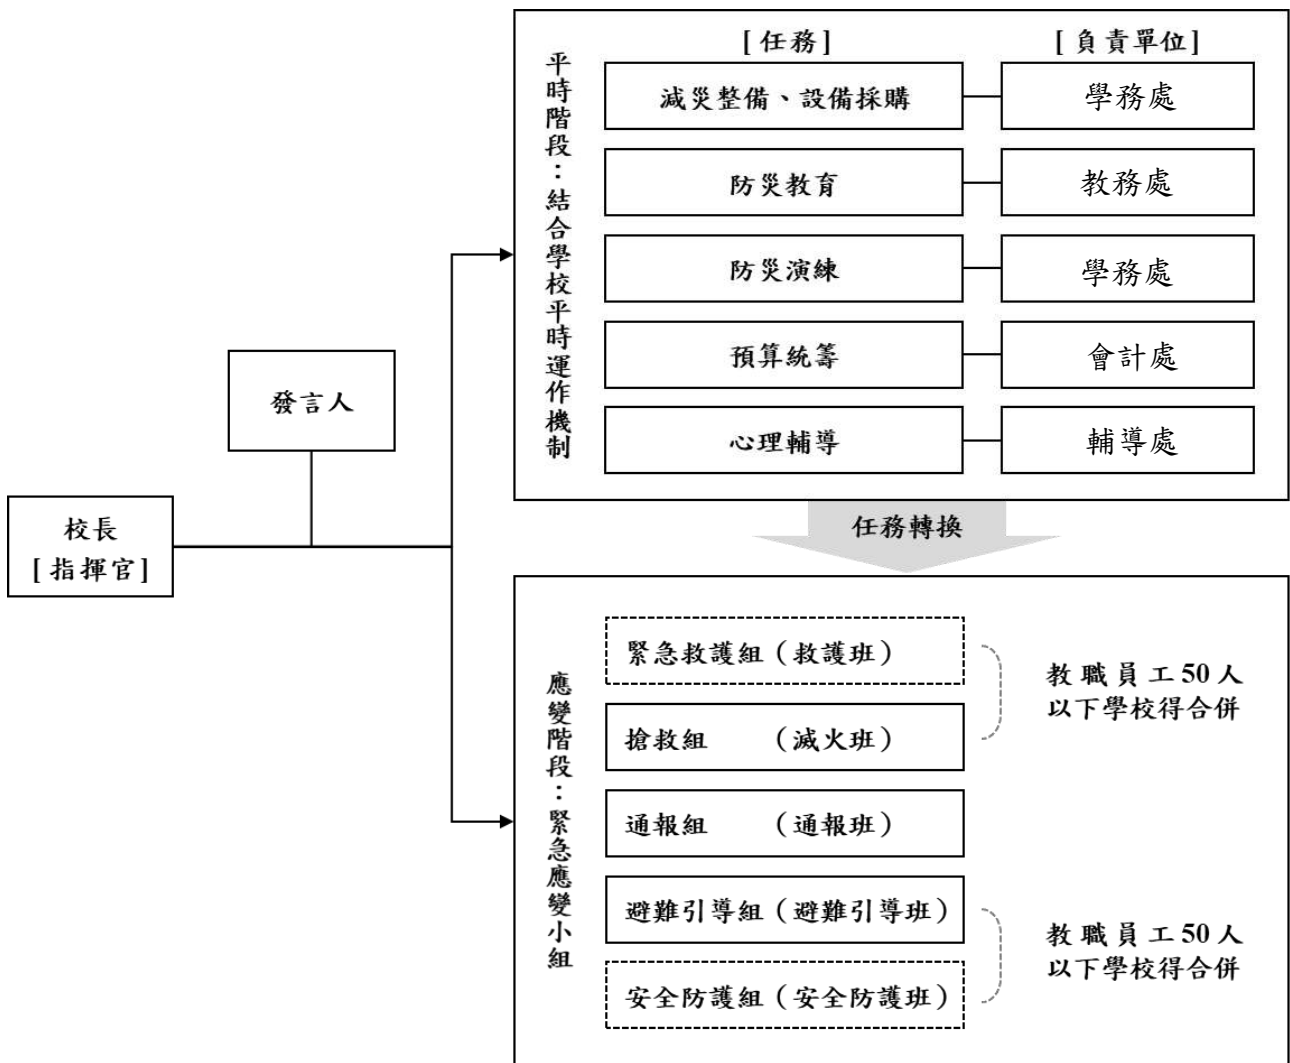 [任務]
[負責單位]
平時階段：結合學校平時運作機制
減災整備、設備採購
學務處
防災教育
教務處
防災演練
學務處
預算統籌
會計處
心理輔導
輔導處
發言人
校長
[指揮官]
任務轉換
應變階段：緊急應變小組
緊急救護組（救護班）
搶救組　　（滅火班）
教職員工50人
以下學校得合併
通報組　　（通報班）
避難引導組（避難引導班）
安全防護組（安全防護班）
教職員工50人
以下學校得合併